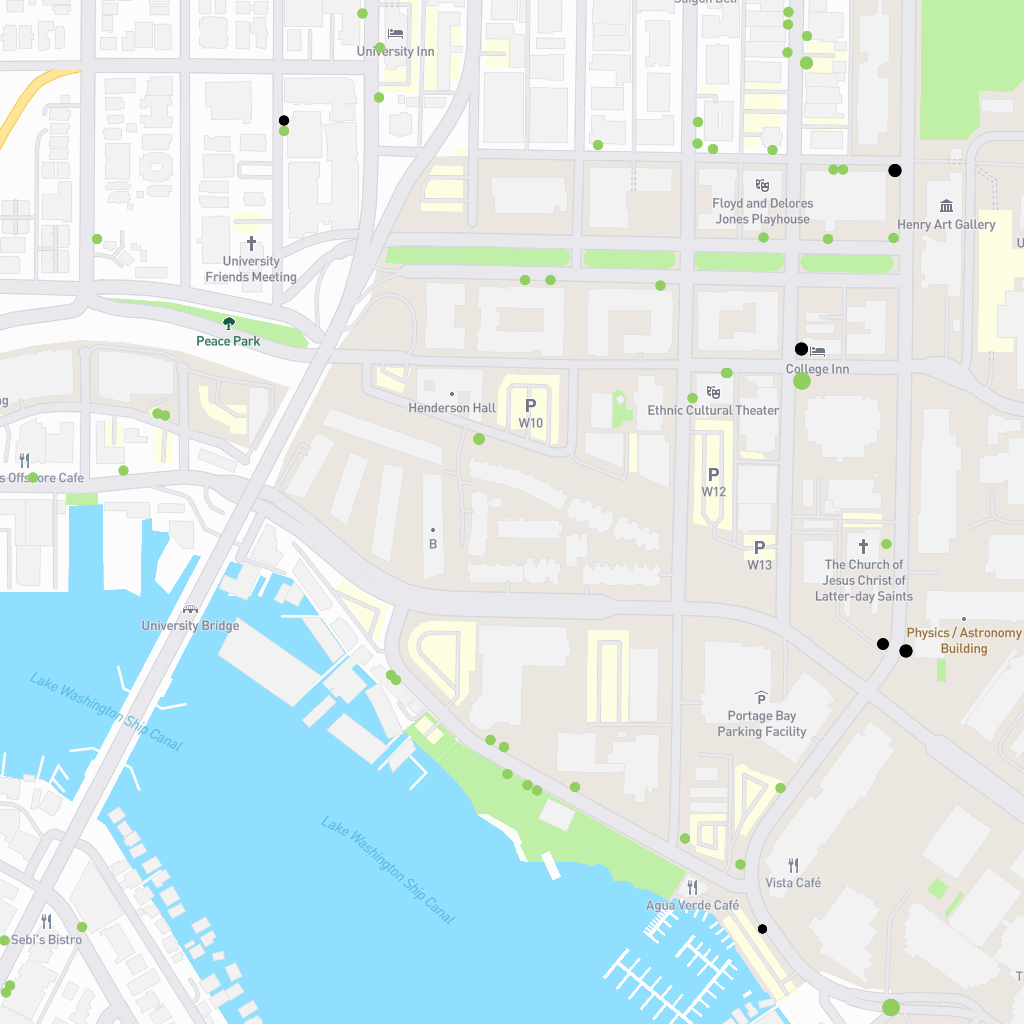 University Inn
Floyd and Delores
Jones Playhouse
Henry Art Gallery
University
Friends Meeting
Peace Park
College Inn
Henderson Hall
P
W10
Ethnic Cultural Theater
P
W12
s Offshore Cafe
B
P
W13
The Church of
Jesus Christ of
Latter-day Saints
University Bridge
Physics / Astronomy
Building
Lake Washington Ship Canal
P
Portage Bay
Parking Facility
Lake Washington Ship Canal
Vista Café
Agua Verde Café
Sebi's Bistro